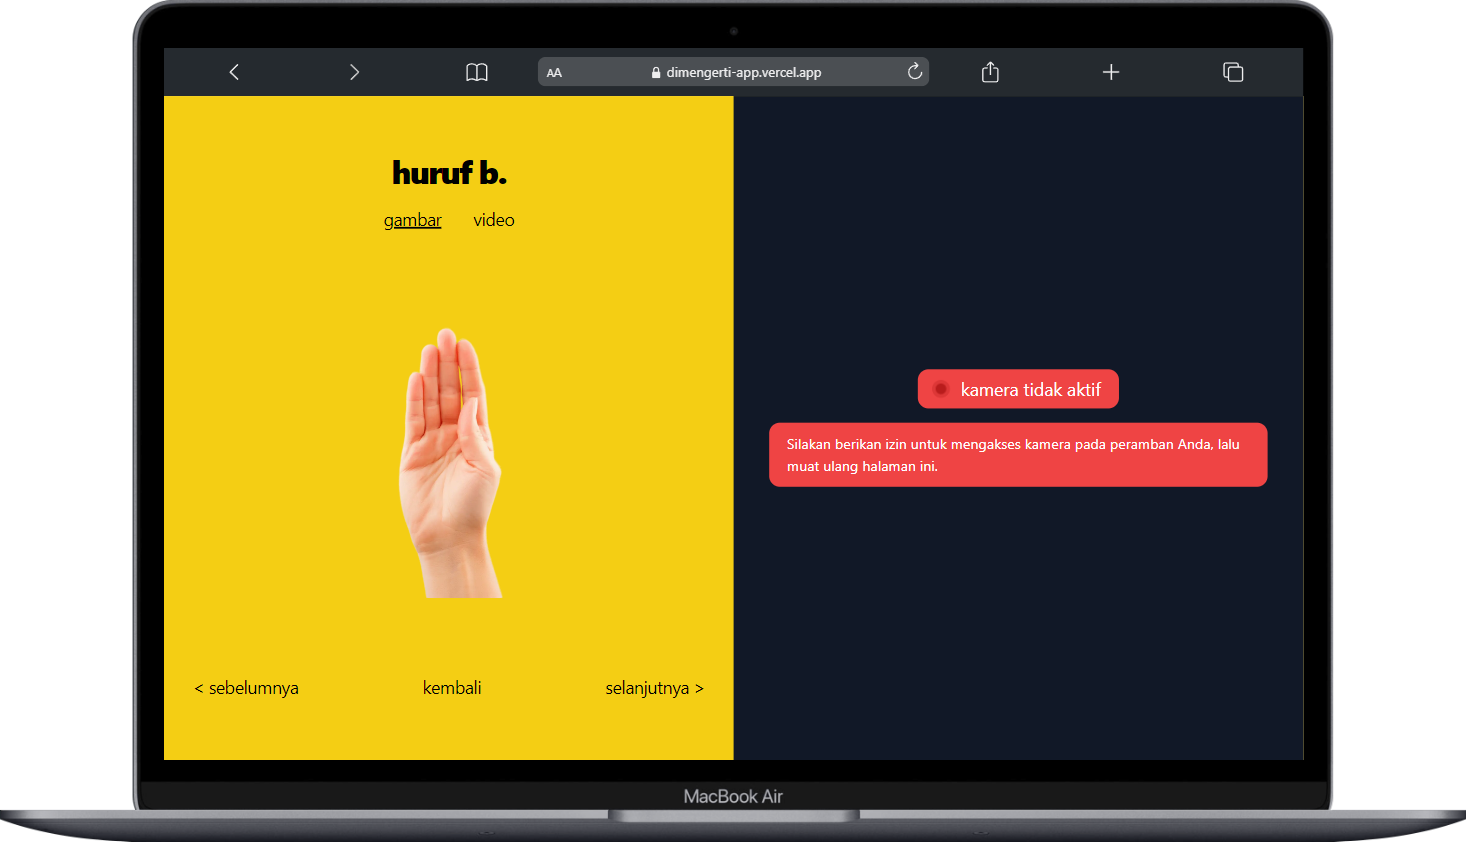 AA
dimengerti-app.vercel.app
huruf b.
gambar
video
< sebelumnya
kembali
selanjutnya >
kamera tidak aktif
Silakan berikan izin untuk mengakses kamera pada peramban Anda, lalu
muat ulang halaman ini.
MacBook Air